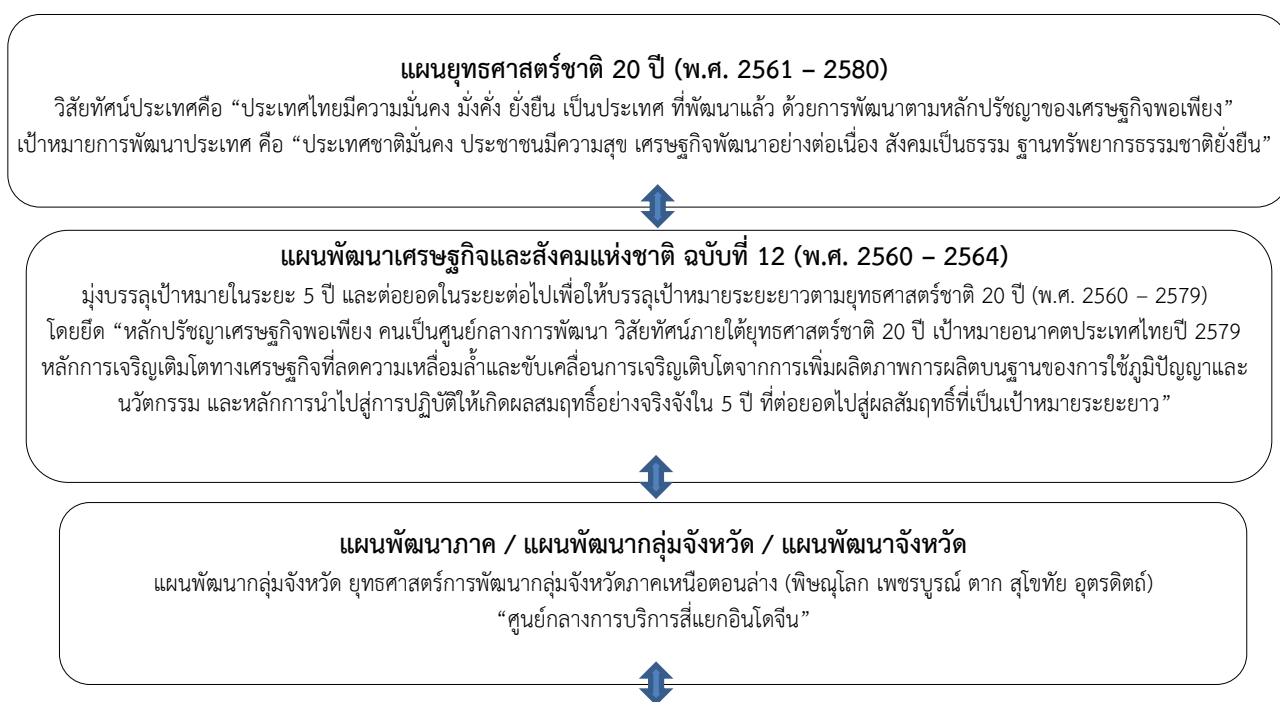 แผนยุทธศาสตร์ชาติ 20 ปี (พ.ศ. 2561 – 2580)
วิสัยทัศน์ประเทศคือ “ประเทศไทยมีความมั่นคง มั่งคั่ง ยั่งยืน เป็นประเทศ ที่พัฒนาแล้ว ด้วยการพัฒนาตามหลักปรัชญาของเศรษฐกิจพอเพียง”
เป้าหมายการพัฒนาประเทศ คือ “ประเทศชาติมั่นคง ประชาชนมีความสุข เศรษฐกิจพัฒนาอย่างต่อเนื่อง สังคมเป็นธรรม ฐานทรัพยากรธรรมชาติยั่งยืน”
แผนพัฒนาเศรษฐกิจและสังคมแห่งชาติ ฉบับที่ 12 (พ.ศ. 2560 – 2564)
มุ่งบรรลุเป้าหมายในระยะ 5 ปี และต่อยอดในระยะต่อไปเพื่อให้บรรลุเป้าหมายระยะยาวตามยุทธศาสตร์ชาติ 20 ปี (พ.ศ. 2560 – 2579)
โดยยึด “หลักปรัชญาเศรษฐกิจพอเพียง คนเป็นศูนย์กลางการพัฒนา วิสัยทัศน์ภายใต้ยุทธศาสตร์ชาติ 20 ปี เป้าหมายอนาคตประเทศไทยปี 2579
หลักการเจริญเติมโตทางเศรษฐกิจที่ลดความเหลื่อมล้ำและขับเคลื่อนการเจริญเติบโตจากการเพิ่มผลิตภาพการผลิตบนฐานของการใช้ภูมิปัญญาและ
นวัตกรรม และหลักการนำไปสู่การปฏิบัติให้เกิดผลสมฤทธิ์อย่างจริงจังใน 5 ปี ที่ต่อยอดไปสู่ผลสัมฤทธิ์ที่เป็นเป้าหมายระยะยาว”
แผนพัฒนาภาค / แผนพัฒนากลุ่มจังหวัด / แผนพัฒนาจังหวัด
แผนพัฒนากลุ่มจังหวัด ยุทธศาสตร์การพัฒนากลุ่มจังหวัดภาคเหนือตอนล่าง (พิษณุโลก เพชรบูรณ์ ตาก สุโขทัย อุตรดิตถ์)
“ศูนย์กลางการบริการสี่แยกอินโดจีน”